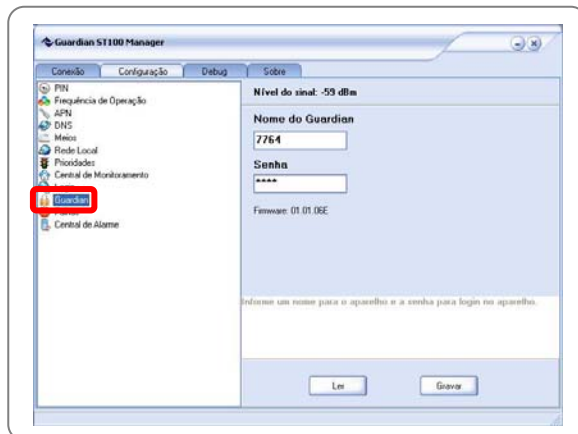 Guardian ST100 Manager
Conexão Configuração Debug Sobre
PIN
Frequência de Operação
APN
DNS
Meios
Rede Local
Prioridades
Central de Monitoramento
Guardian
Central de Alarme
Nível do sinal: -59 dBm
Nome do Guardian
7764
Senha
****
Firmware: 01.01.06E
Informe um nome para o aparelho e a senha para login no aparelho.
Ler Gravar